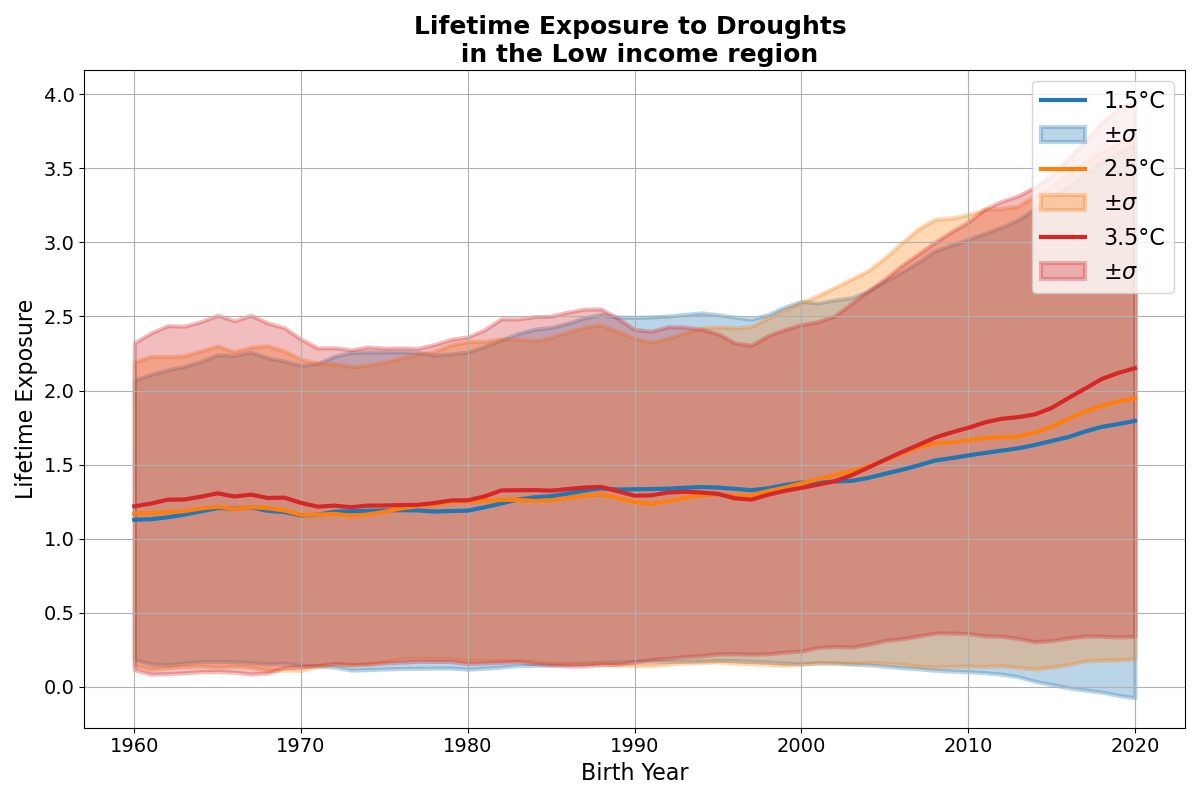 Lifetime Exposure to Droughts
in the Low income region
4.0
3.5
3.0
2.5
2.0
1.5
1.0
0.5
0.0
Lifetime Exposure
1.5°C
±σ
2.5°C
±σ
3.5°C
±σ
1960
1970
1980
1990
2000
2010
2020
Birth Year